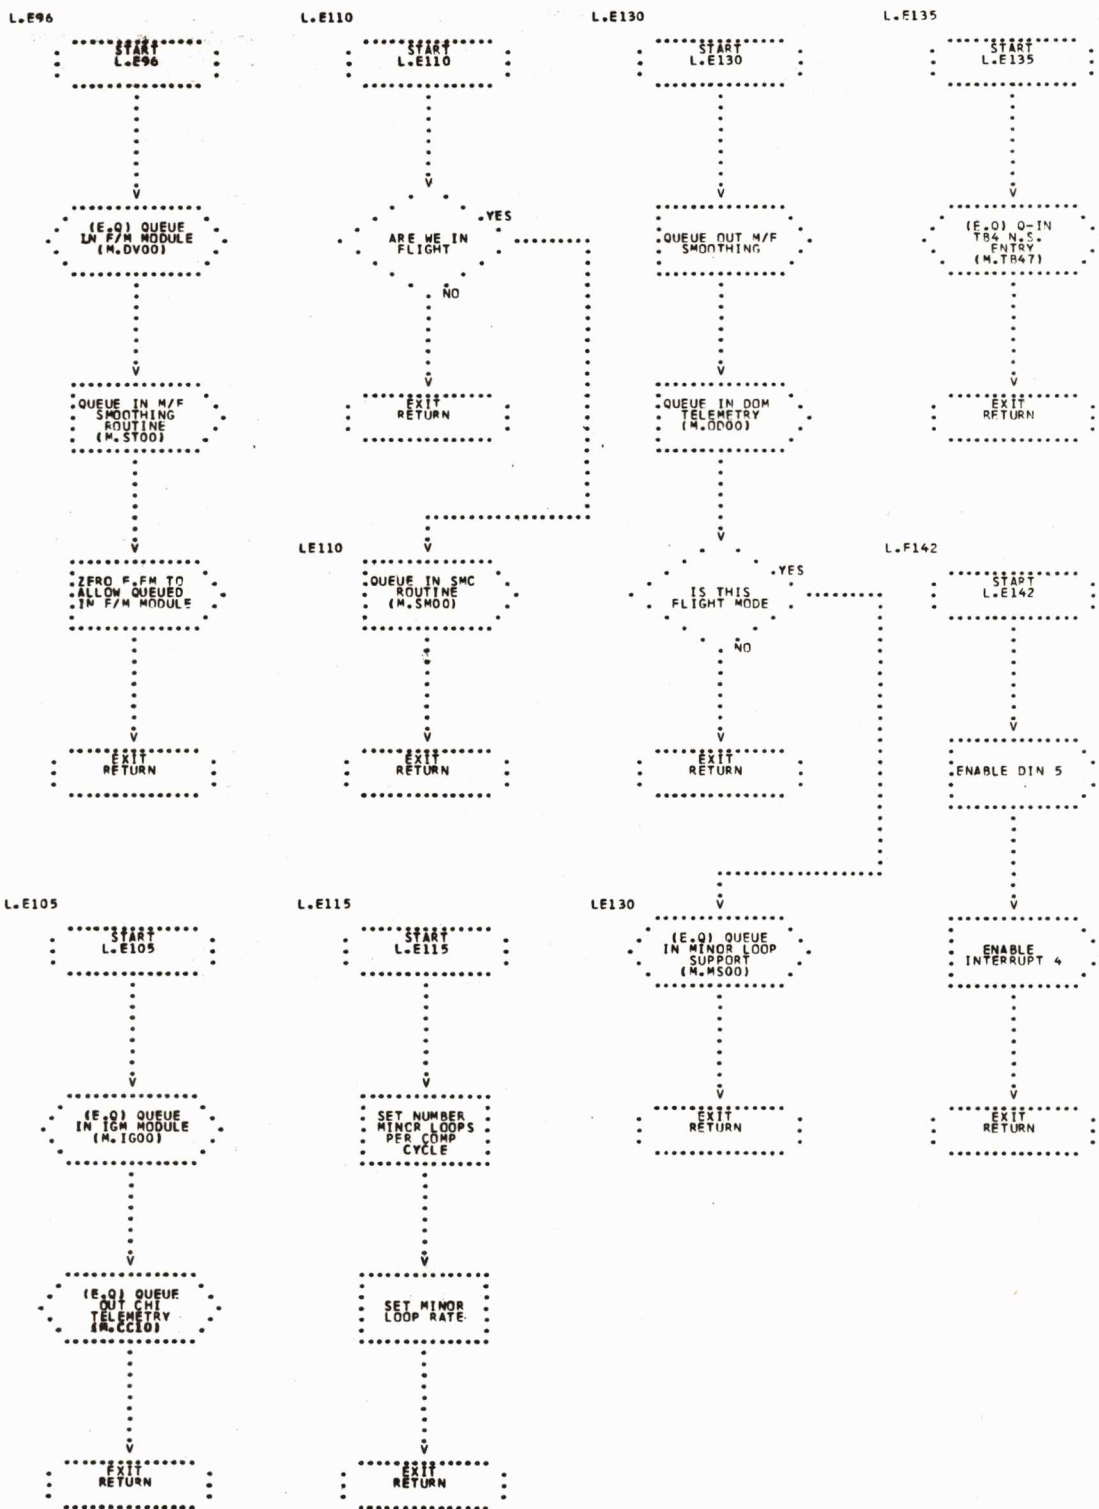 L.E96
START
L.E96
(E.Q) QUEUE
IN F/M MODULE
(M.DV00)
QUEUE IN M/F
SMOOTHING
ROUTINE
(M.ST00)
ZERO F.FM TO
ALLOW QUEUED
IN F/M MODULE
EXIT
RETURN
L.E110
START
L.E110
ARE WE IN
FLIGHT
YES
NO
EXIT
RETURN
LE110
QUEUE IN SMC
ROUTINE
(M.SM00)
EXIT
RETURN
L.E130
START
L.E130
QUEUE OUT M/F
SMOOTHING
QUEUE IN DOM
TELEMETRY
(M.OD00)
IS THIS
FLIGHT MODE
YES
NO
EXIT
RETURN
LE130
(E.Q) QUEUE
IN MINOR LOOP
SUPPORT
(M.MS00)
EXIT
RETURN
L.E135
START
L.E135
(E.Q) Q-IN
TB4 N.S.
ENTRY
(M.TB47)
EXIT
RETURN
L.F142
START
L.E142
ENABLE DIN 5
ENABLE
INTERRUPT 4
EXIT
RETURN
L.E105
START
L.E105
(E.Q) QUEUE
IN IGM MODULE
(M.IG00)
(E.Q) QUEUE
OUT CHI
TELEMETRY
(M.CC10)
EXIT
RETURN
L.E115
START
L.E115
SET NUMBER
MINCR LOOPS
PER COMP
CYCLE
SET MINOR
LOOP RATE
EXIT
RETURN